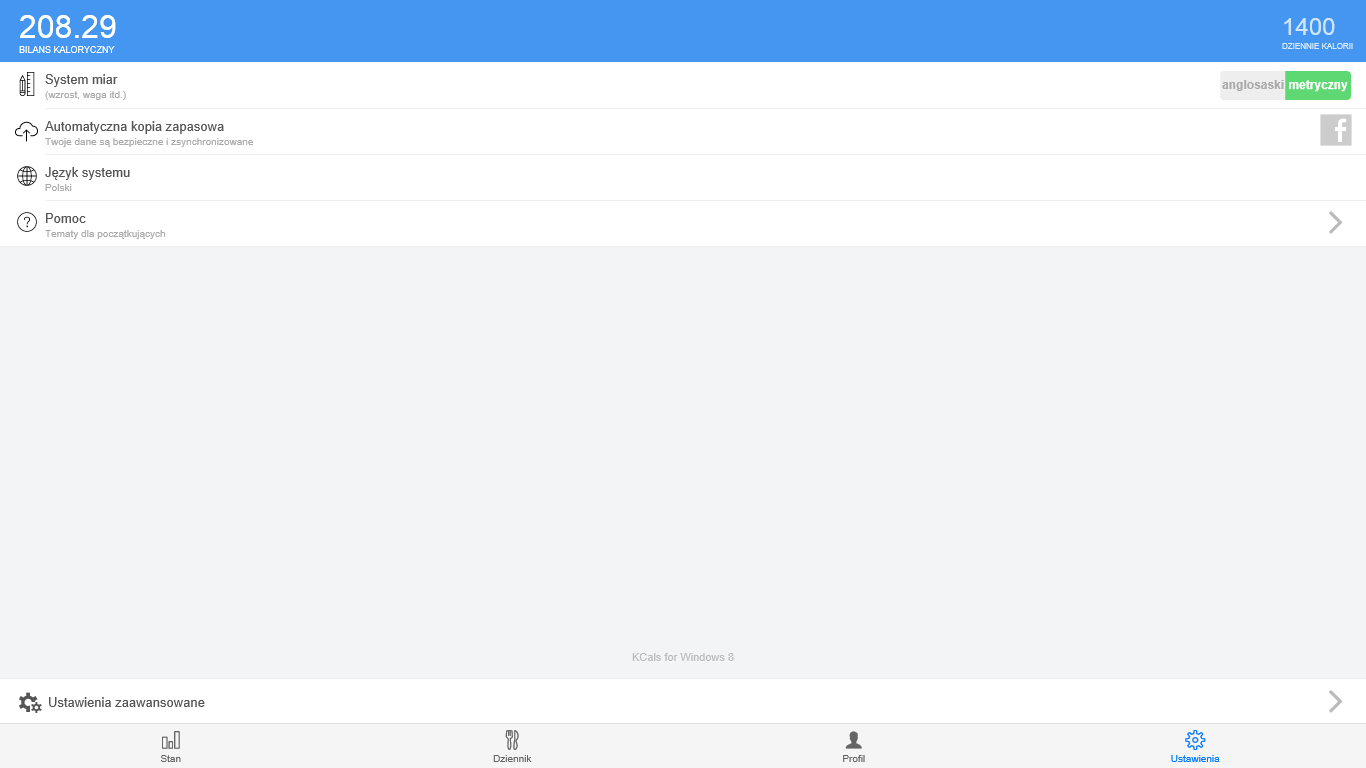 208.29
BILANS KALORYCZNY
1400
DZIENNIE KALORII
System miar
(wzrost, waga itd.)
anglosaski metryczny
Automatyczna kopia zapasowa
Twoje dane są bezpieczne i zsynchronizowane
Język systemu
Polski
Pomoc
Tematy dla początkujących
KCals for Windows 8
Ustawienia zaawansowane
Stan
Dziennik
Profil
Ustawienia